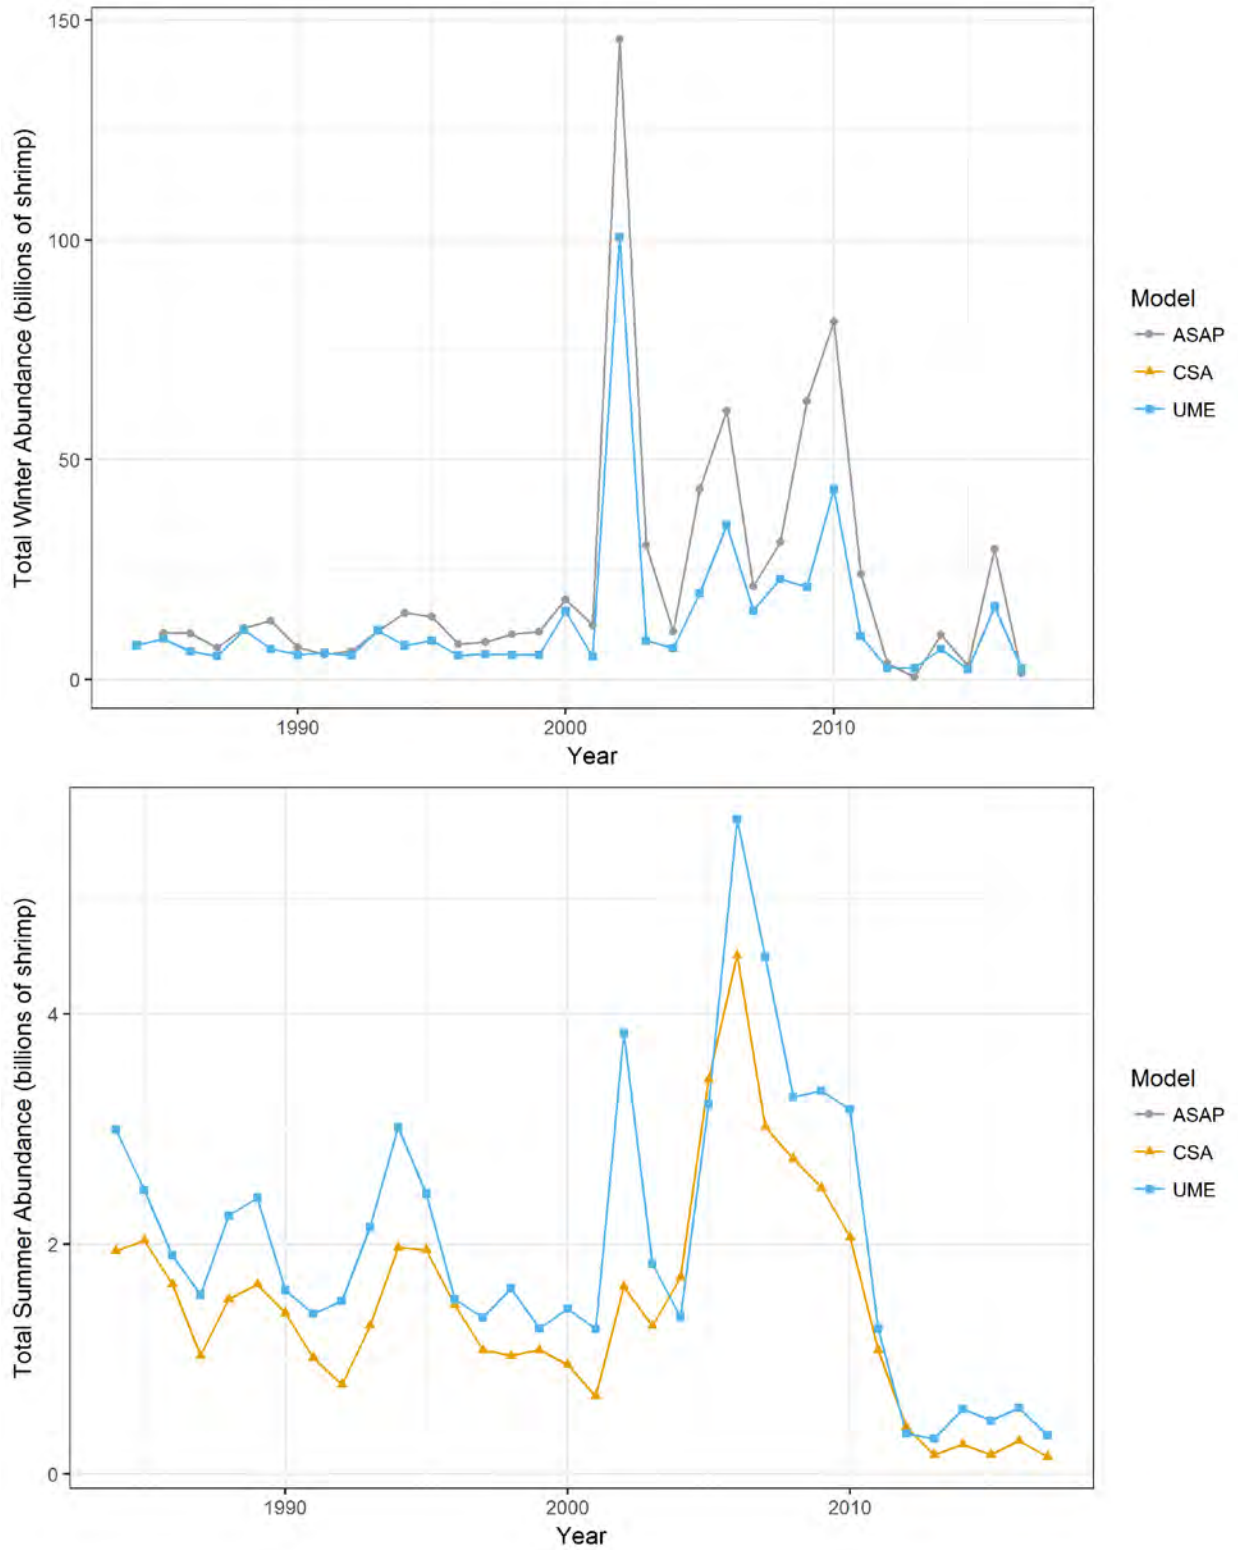 150
100
50
0
Total Winter Abundance (billions of shrimp)
1990
2000
2010
Year
Model
ASAP
CSA
UME
4
2
0
Total Summer Abundance (billions of shrimp)
1990
2000
2010
Year
Model
ASAP
CSA
UME